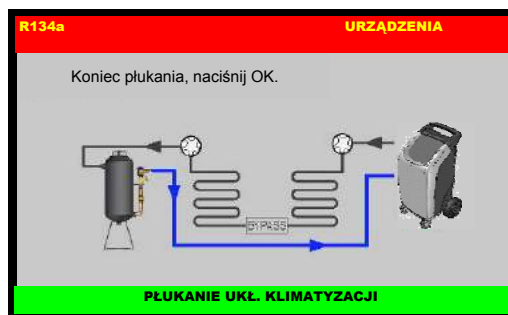 R134a URZĄDZENIA
Koniec płukania, naciśnij OK.
BYPASS
PŁUKANIE UKŁ. KLIMATYZACJI